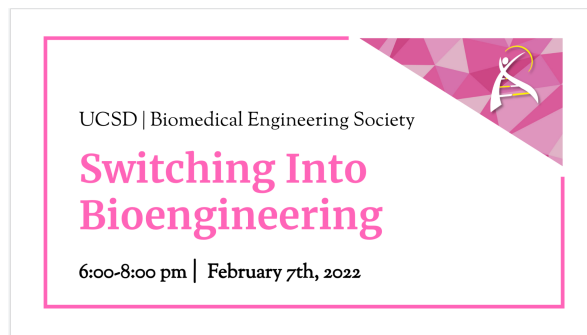 UCSD | Biomedical Engineering Society
Switching Into
Bioengineering
6:00-8:00 pm | February 7th, 2022